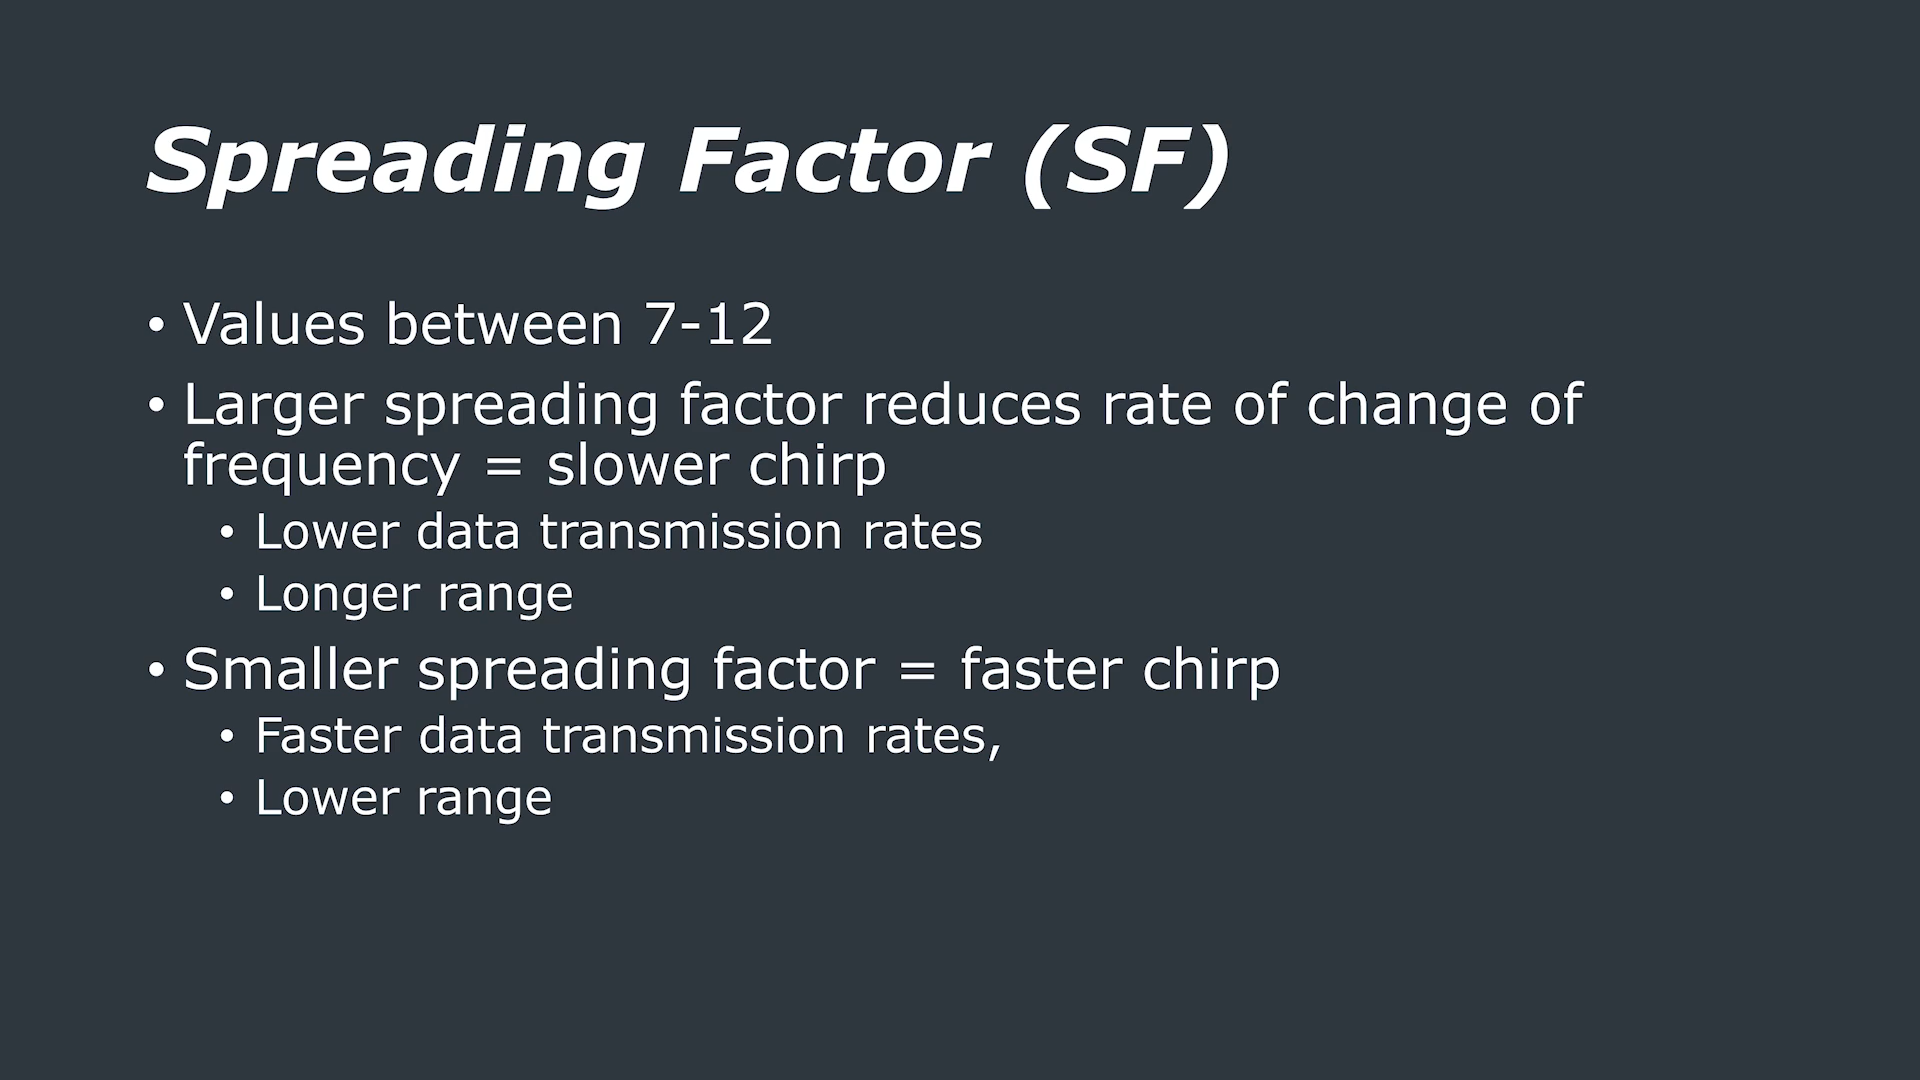 Spreading Factor (SF)
• Values between 7-12
• Larger spreading factor reduces rate of change of
frequency = slower chirp
• Lower data transmission rates
• Longer range
• Smaller spreading factor = faster chirp
• Faster data transmission rates,
• Lower range